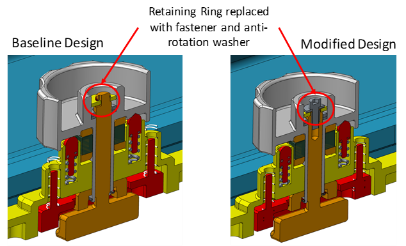 Retaining Ring replaced
with fastener and anti-
rotation washer
Baseline Design
Modified Design